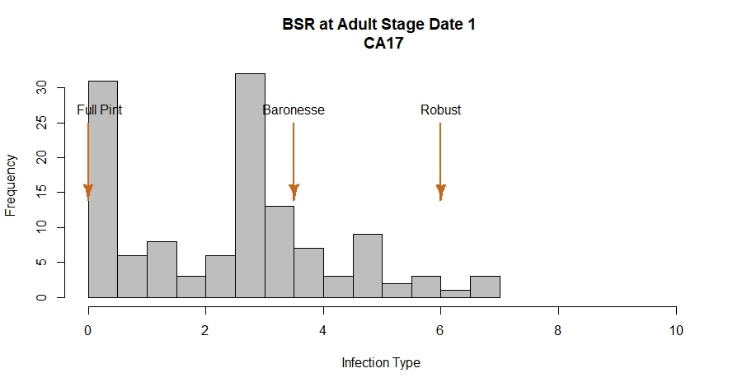 BSR at Adult Stage Date 1
CA17
Full Pint
Baronesse
Robust
Frequency
30
25
20
15
10
5
0
0 2 4 6 8 10
Infection Type